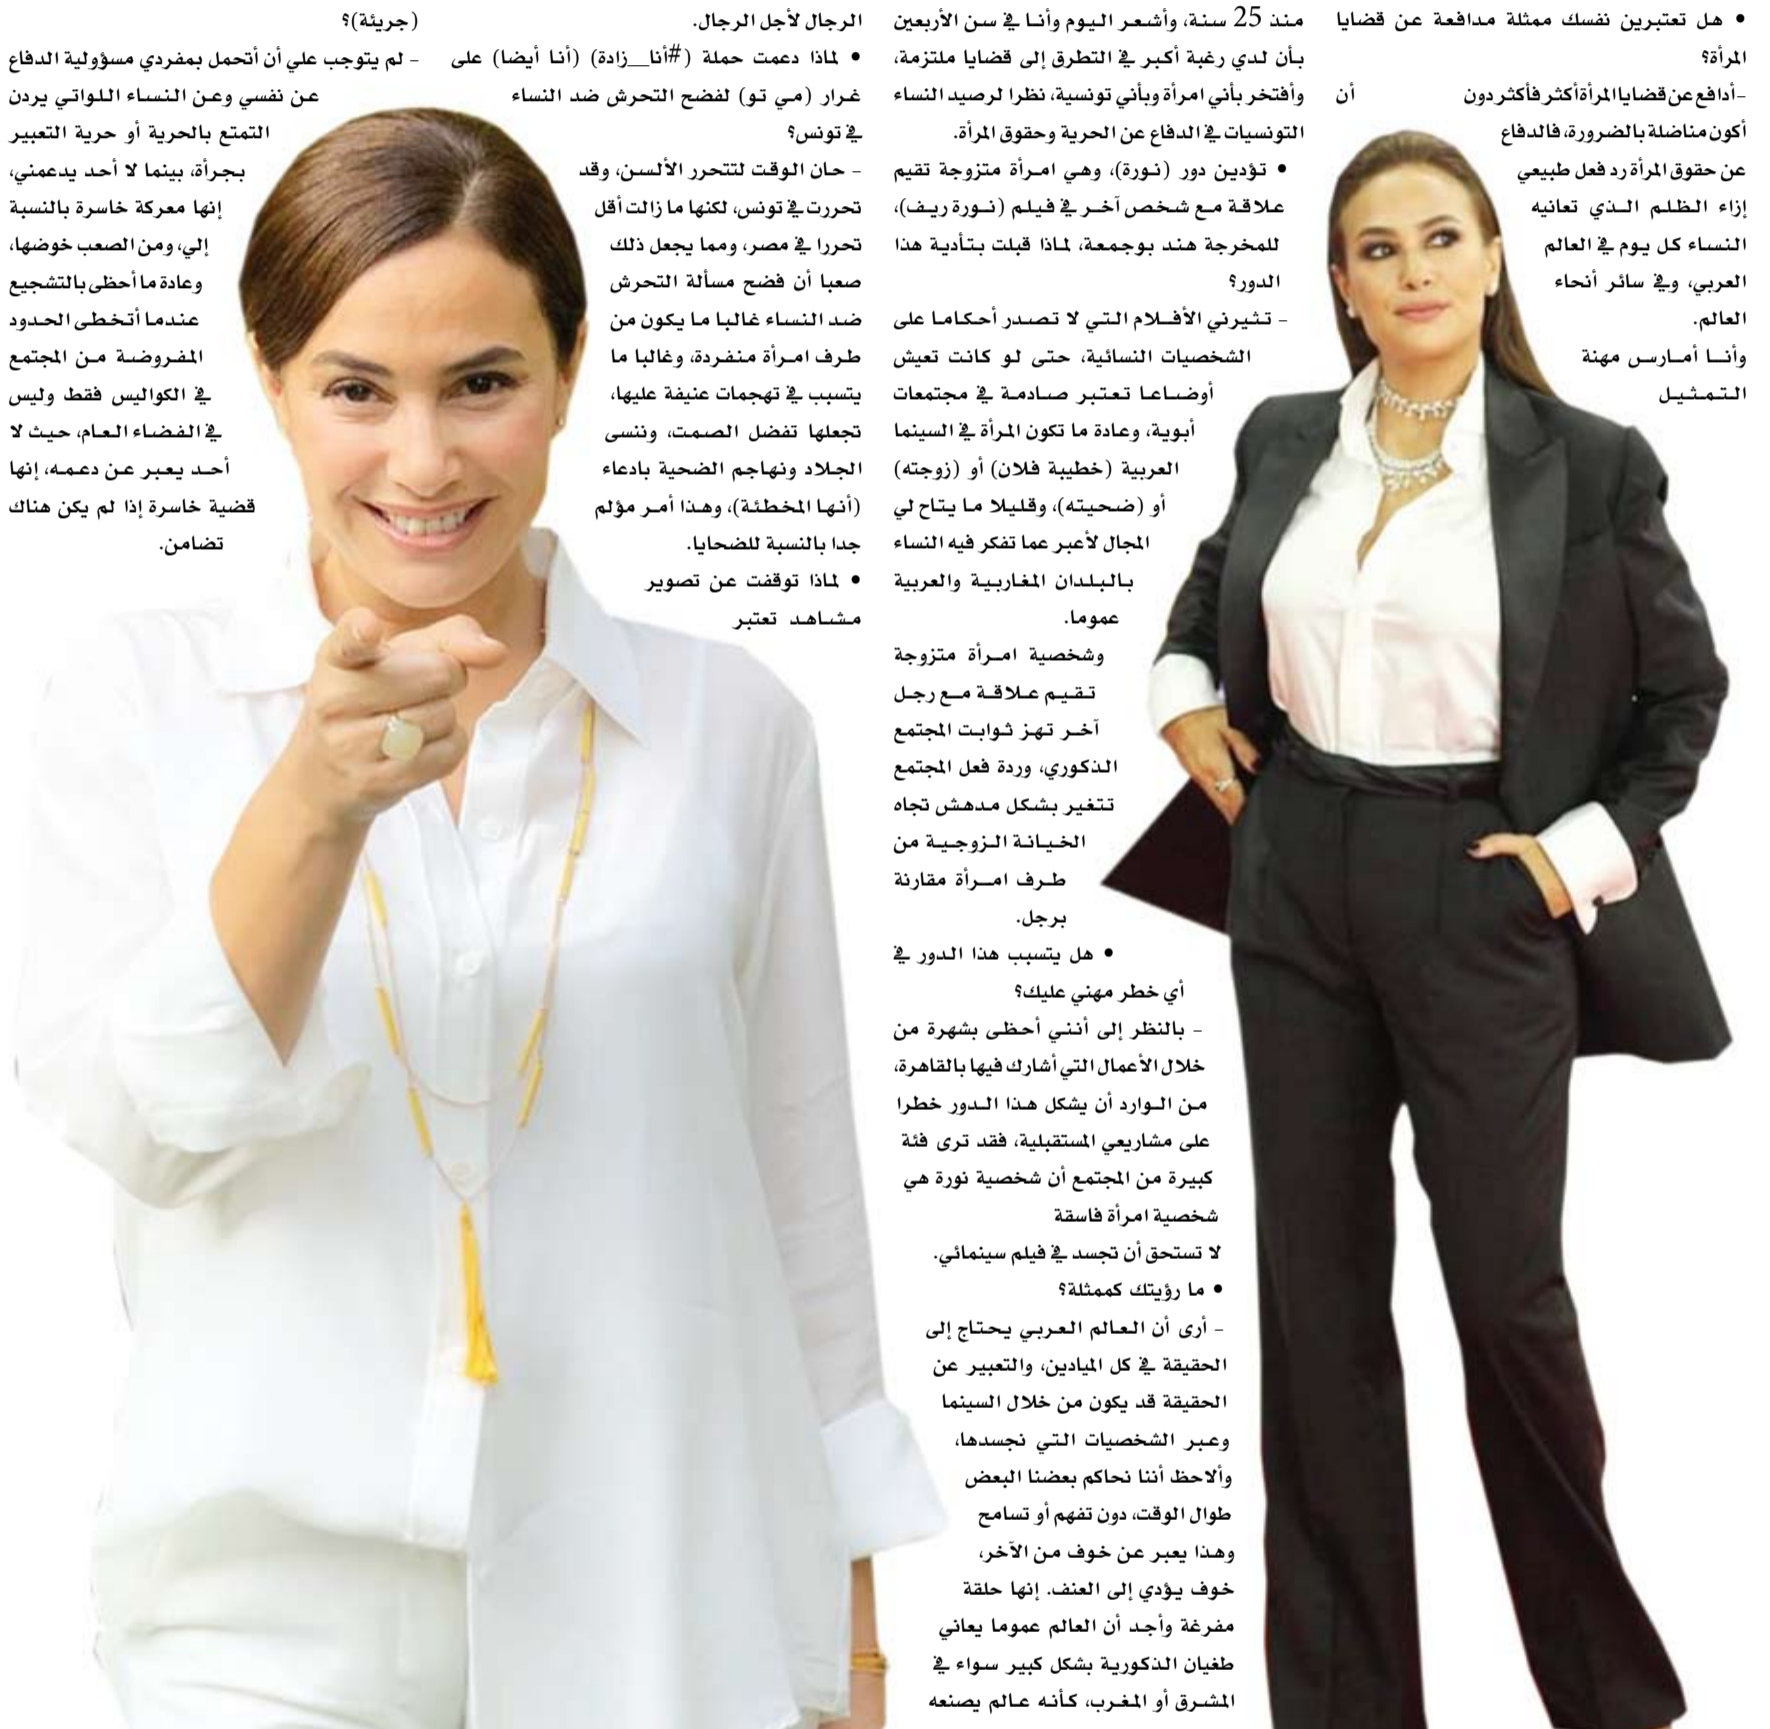 • هل تعتبرين نفسك ممثلة مدافعة عن قضايا
المرأة؟
-أدافع عن قضايا المرأة أكثر فأكثر دون أن
أكون مناضلة بالضرورة، فالدفاع
عن حقوق المرأة رد فعل طبيعي
إزاء الظلم الذي تعانيه
النساء كل يوم في العالم
العربي، وفي سائر أنحاء
العالم.
وأنا أمارس مهنة
التمثيل
منذ 25 سنة، وأشعر اليوم وأنا في سن الأربعين
بأن لدي رغبة أكبر في التطرق إلى قضايا ملتزمة،
وأفتخر بأني امرأة وبأني تونسية، نظرا لرصيد النساء
التونسيات في الدفاع عن الحرية وحقوق المرأة.
• تؤدين دور (نورة)، وهي امرأة متزوجة تقيم
علاقة مع شخص آخر في فيلم (نورة ريف)،
للمخرجة هند بوجمعة، لماذا قبلت بتأدية هذا
الدور؟
- تثيرني الأفلام التي لا تصدر أحكاما على
الشخصيات النسائية، حتى لو كانت تعيش
أوضاعا تعتبر صادمة في مجتمعات
أبوية، وعادة ما تكون المرأة في السينما
العربية (خطيبة فلان) أو (زوجته)
أو (ضحيته)، وقليلا ما يتاح لي
المجال لأعبر عما تفكر فيه النساء
بالبلدان المغاربية والعربية
عموما.
وشخصية امرأة متزوجة
تقيم علاقة مع رجل
آخر تهز ثوابت المجتمع
الذكوري، وردة فعل المجتمع
تتغير بشكل مدهش تجاه
الخيانة الزوجية من
طرف امرأة مقارنة
برجل.
• هل يتسبب هذا الدور في
أي خطر مهني عليك؟
- بالنظر إلى أنني أحظى بشهرة من
خلال الأعمال التي أشارك فيها بالقاهرة،
من الوارد أن يشكل هذا الدور خطرا
على مشاريعي المستقبلية، فقد ترى فئة
كبيرة من المجتمع أن شخصية نورة هي
شخصية امرأة فاسقة
لا تستحق أن تجسد في فيلم سينمائي.
• ما رؤيتك كممثلة؟
- أرى أن العالم العربي يحتاج إلى
الحقيقة في كل الميادين، والتعبير عن
الحقيقة قد يكون من خلال السينما
وعبر الشخصيات التي نجسدها،
وألاحظ أننا نحاكم بعضنا البعض
طوال الوقت، دون تفهم أو تسامح
وهذا يعبر عن خوف من الآخر،
خوف يؤدي إلى العنف. إنها حلقة
مفرغة وأجد أن العالم عموما يعاني
طغيان الذكورية بشكل كبير سواء في
المشرق أو المغرب، كأنه عالم يصنعه
الرجال لأجل الرجال.
• لماذا دعمت حملة (#أنا_زادة) (أنا أيضا) على
غرار (مي تو) لفضح التحرش ضد النساء
في تونس؟
- حان الوقت لتتحرر الألسن، وقد
تحررت في تونس، لكنها ما زالت أقل
تحررا في مصر، ومما يجعل ذلك
صعبا أن فضح مسألة التحرش
ضد النساء غالبا ما يكون من
طرف امرأة منفردة، وغالبا ما
يتسبب في تهجمات عنيفة عليها،
تجعلها تفضل الصمت، وننسى
الجلاد ونهاجم الضحية بادعاء
(أنها المخطئة)، وهذا أمر مؤلم
جدا بالنسبة للضحايا.
• لماذا توقفت عن تصوير
مشاهد تعتبر
(جريئة)؟
- لم يتوجب علي أن أتحمل بمفردي مسؤولية الدفاع
عن نفسي وعن النساء اللواتي يردن
التمتع بالحرية أو حرية التعبير
بجرأة، بينما لا أحد يدعمني،
إنها معركة خاسرة بالنسبة
إلي، ومن الصعب خوضها،
وعادة ما أحظى بالتشجيع
عندما أتخطى الحدود
المفروضة من المجتمع
في الكواليس فقط وليس
في الفضاء العام، حيث لا
أحد يعبر عن دعمه، إنها
قضية خاسرة إذا لم يكن هناك
تضامن.